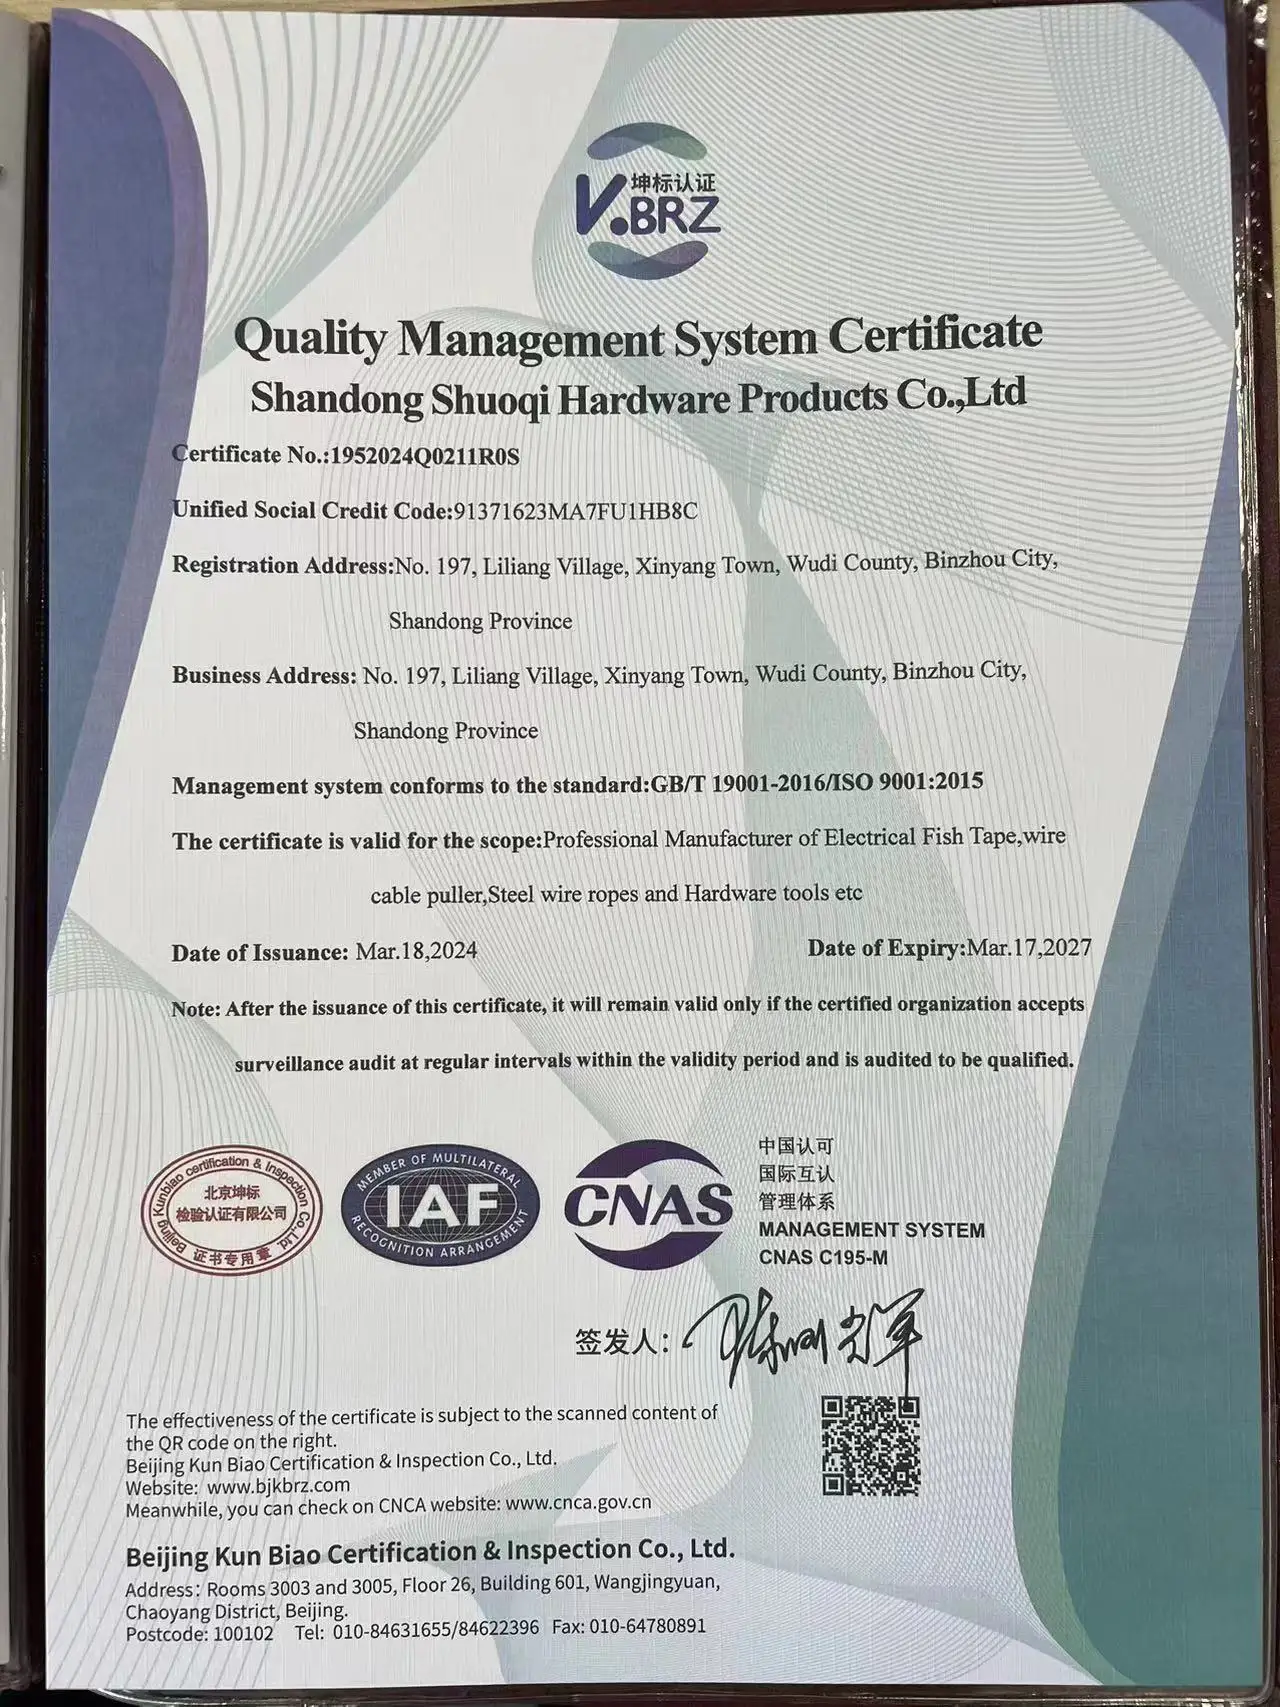 坤标认证
K.BRZ
Quality Management System Certificate
Shandong Shuoqi Hardware Products Co.,Ltd
Certificate No.:1952024Q0211R0S
Unified Social Credit Code:91371623MA7FU1HB8C
Registration Address:No. 197, Liliang Village, Xinyang Town, Wudi County, Binzhou City,
Shandong Province
Business Address: No. 197, Liliang Village, Xinyang Town, Wudi County, Binzhou City,
Shandong Province
Management system conforms to the standard:GB/T 19001-2016/ISO 9001:2015
The certificate is valid for the scope:Professional Manufacturer of Electrical Fish Tape,wire
cable puller,Steel wire ropes and Hardware tools etc
Date of Issuance: Mar.18,2024 Date of Expiry:Mar.17,2027
Note: After the issuance of this certificate, it will remain valid only if the certified organization accepts
surveillance audit at regular intervals within the validity period and is audited to be qualified.
Beijing Kunbiao certification & Inspection Co.,Ltd.
北京坤标
检验认证有限公司
证书专用章
MEMBER OF MULTILATERAL
IAF
RECOGNITION ARRANGEMENT
CNAS
中国认可
国际互认
管理体系
MANAGEMENT SYSTEM
CNAS C195-M
签发人:
The effectiveness of the certificate is subject to the scanned content of
the QR code on the right.
Beijing Kun Biao Certification & Inspection Co., Ltd.
Website: www.bjkbrz.com
Meanwhile, you can check on CNCA website: www.cnca.gov.cn
Beijing Kun Biao Certification & Inspection Co., Ltd.
Address: Rooms 3003 and 3005, Floor 26, Building 601, Wangjingyuan,
Chaoyang District, Beijing.
Postcode: 100102 Tel: 010-84631655/84622396 Fax: 010-64780891